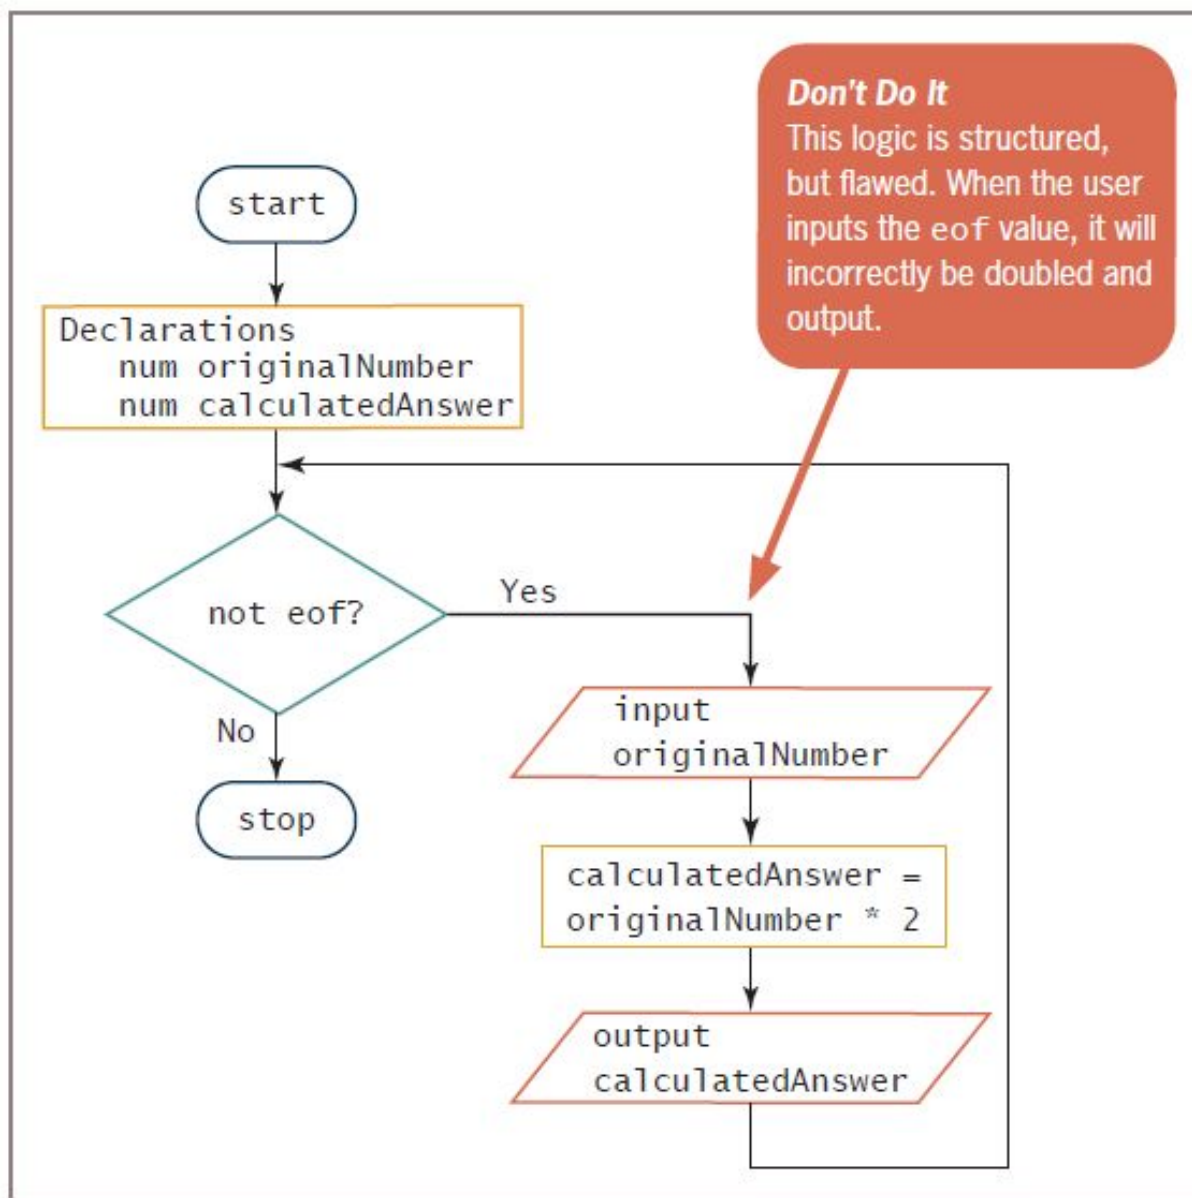 Don't Do It
This logic is structured,
but flawed. When the user
inputs the eof value, it will
incorrectly be doubled and
output.
start
Declarations
num originalNumber
num calculatedAnswer
not eof?
Yes
No
stop
input
originalNumber
calculatedAnswer =
originalNumber * 2
output
calculatedAnswer